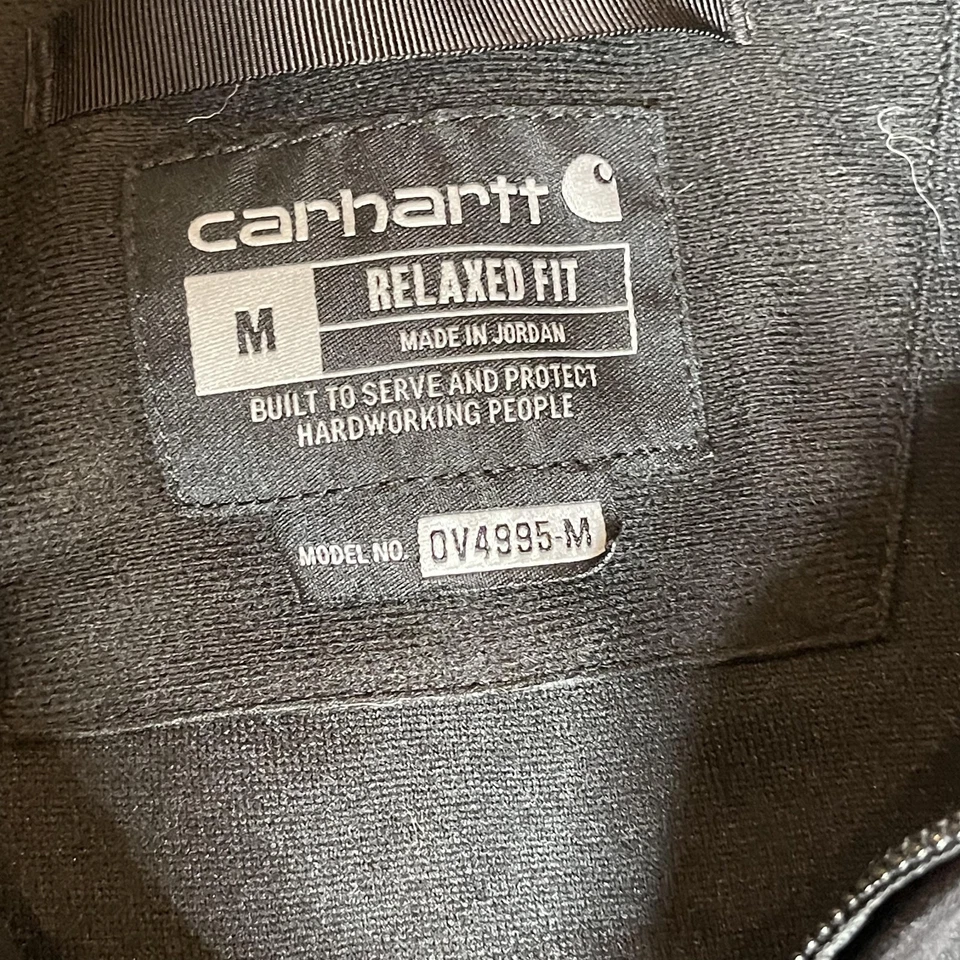 carhartt
M
RELAXED FIT
MADE IN JORDAN
BUILT TO SERVE AND PROTECT
HARDWORKING PEOPLE
MODEL NO. OV4995-M